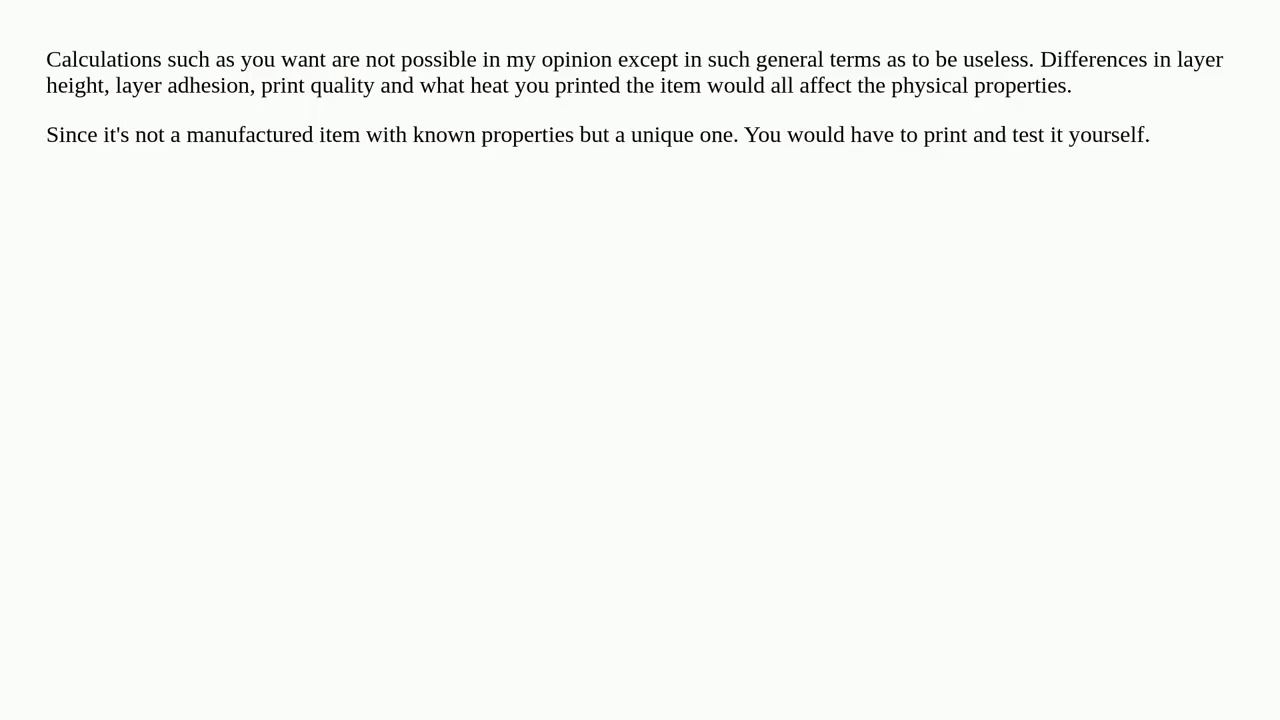 Calculations such as you want are not possible in my opinion except in such general terms as to be useless. Differences in layer
height, layer adhesion, print quality and what heat you printed the item would all affect the physical properties.
Since it's not a manufactured item with known properties but a unique one. You would have to print and test it yourself.